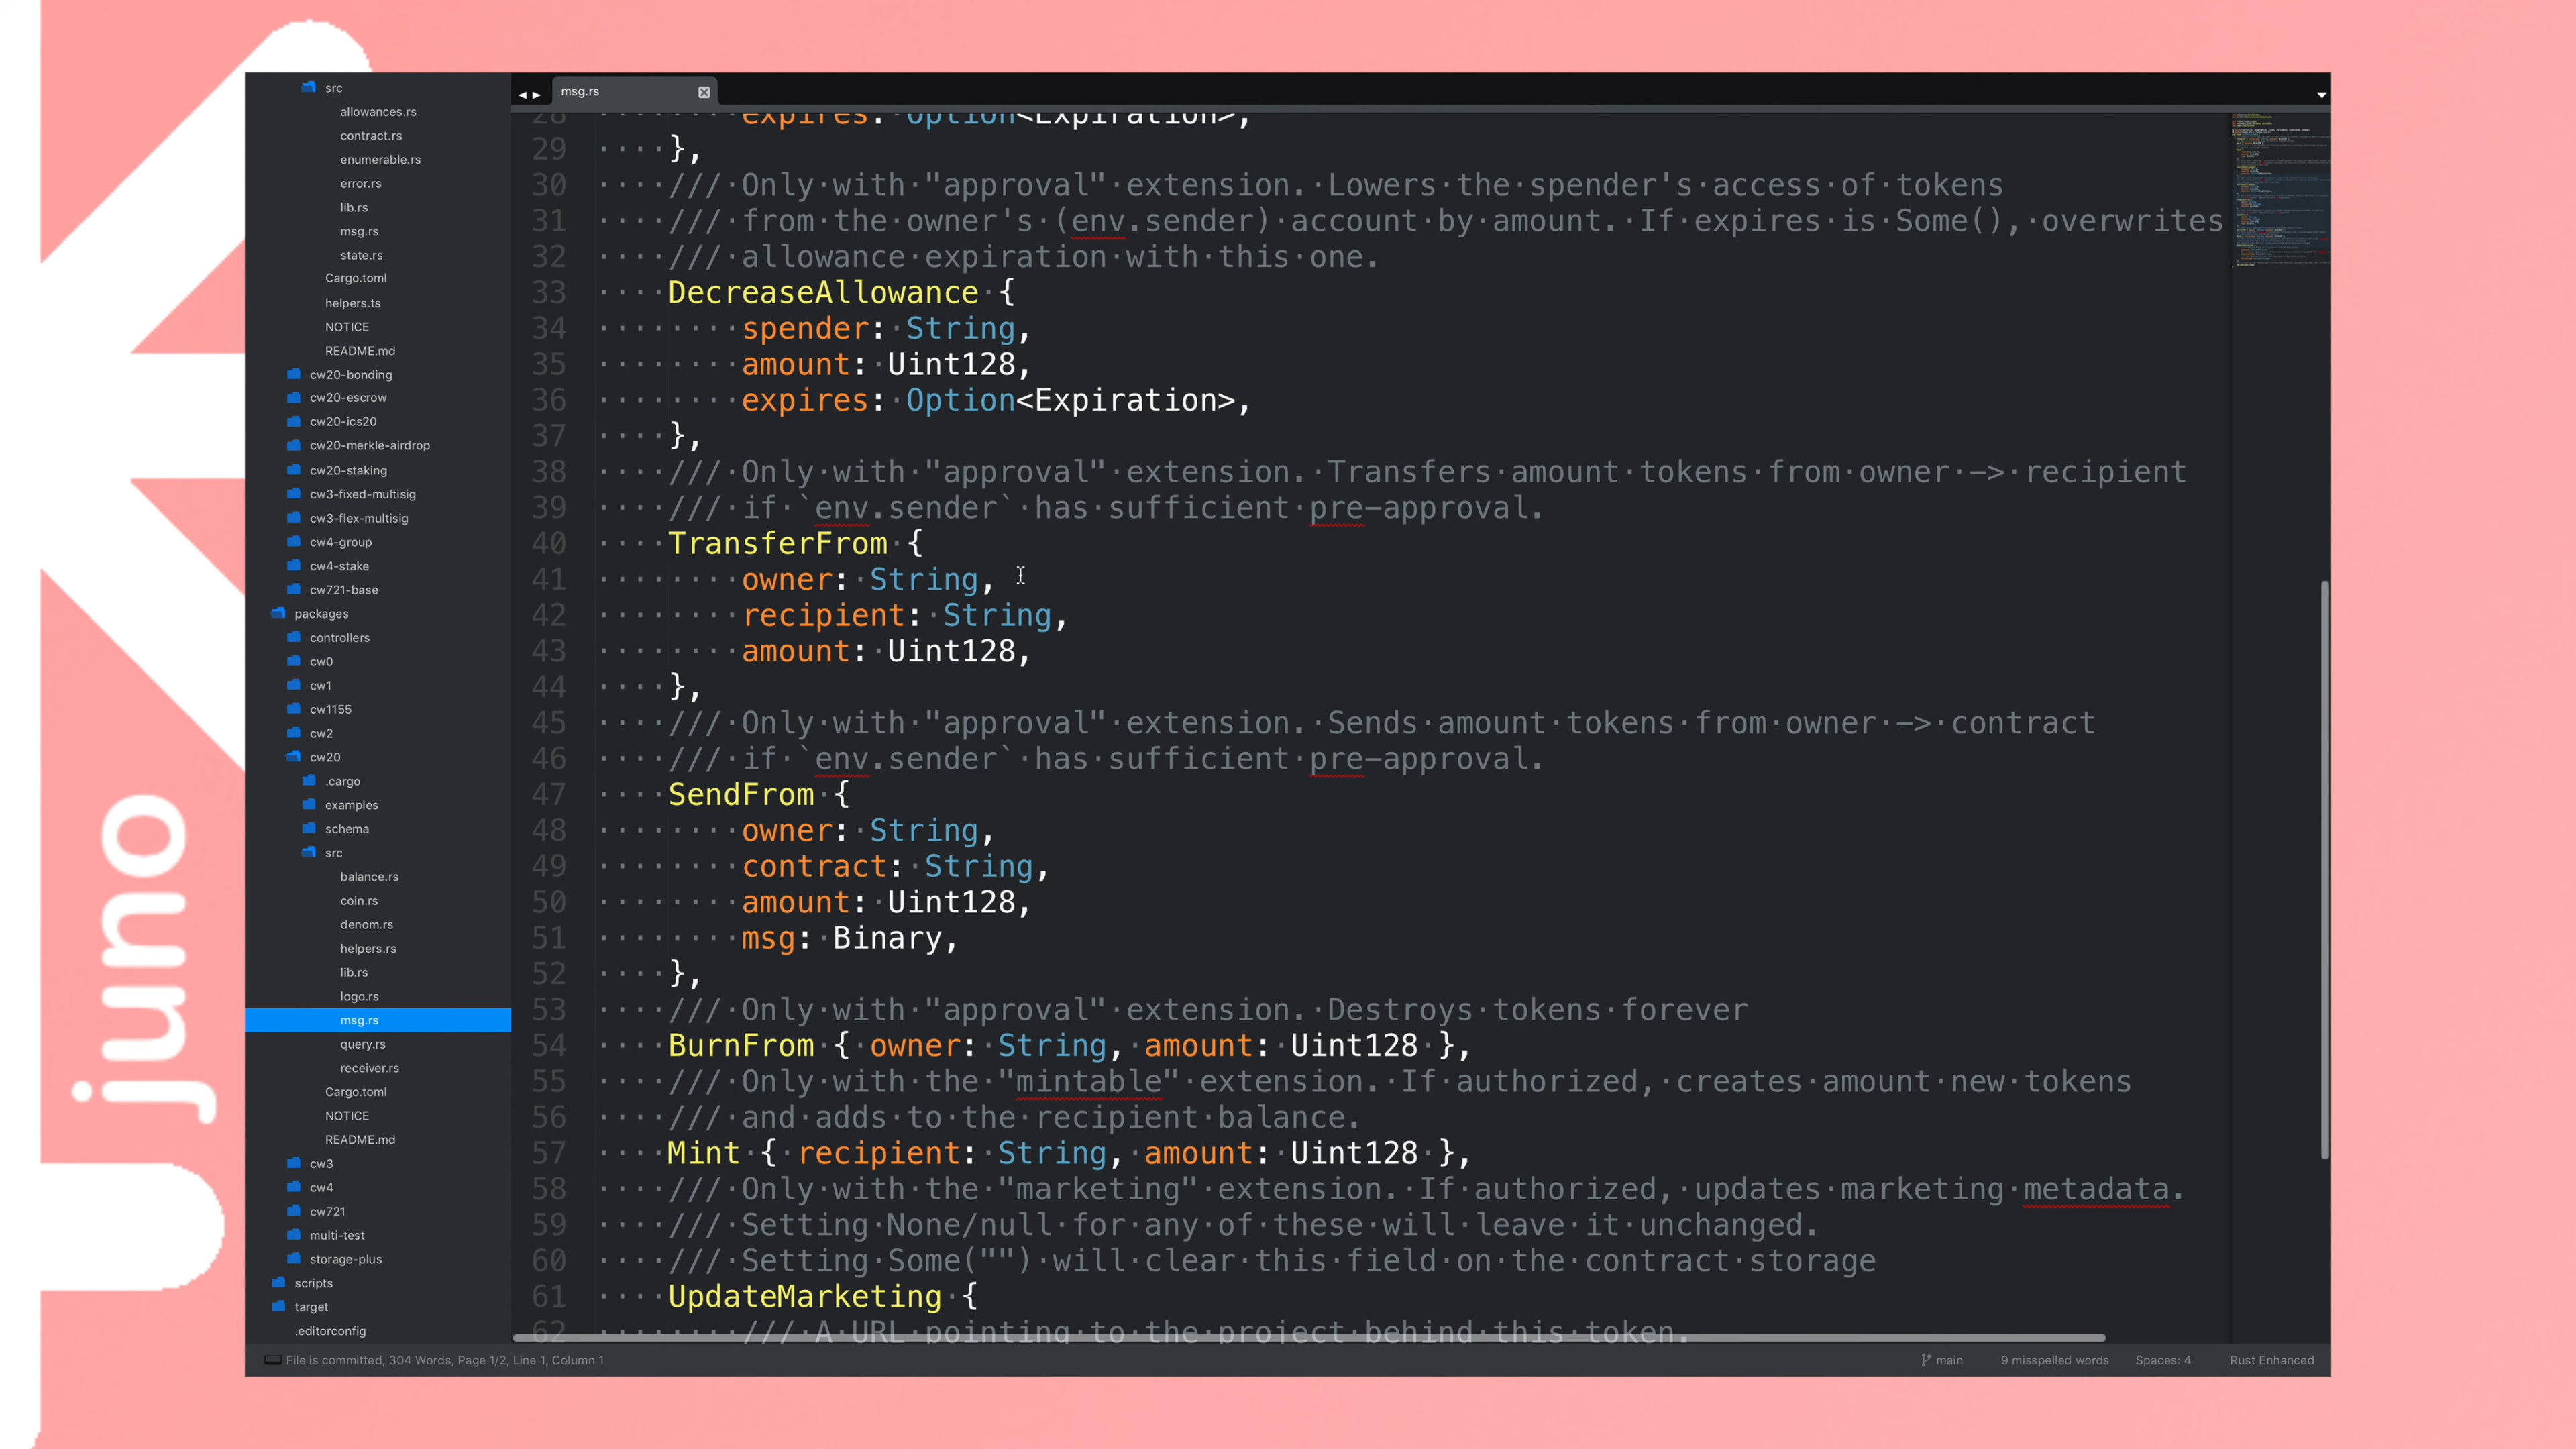 juno
src
allowances.rs
contract.rs
enumerable.rs
error.rs
lib.rs
msg.rs
state.rs
Cargo.toml
helpers.ts
NOTICE
README.md
cw20-bonding
cw20-escrow
cw20-ics20
cw20-merkle-airdrop
cw20-staking
cw3-fixed-multisig
cw3-flex-multisig
cw4-group
cw4-stake
cw721-base
packages
controllers
cw0
cw1
cw1155
cw2
cw20
.cargo
examples
schema
src
balance.rs
coin.rs
denom.rs
helpers.rs
lib.rs
logo.rs
msg.rs
query.rs
receiver.rs
Cargo.toml
NOTICE
README.md
cw3
cw4
cw721
multi-test
storage-plus
scripts
target
.editorconfig
msg.rs
28 expires: Option<Expiration>,
29 },
30 /// Only with "approval" extension. Lowers the spender's access of tokens
31 /// from the owner's (env.sender) account by amount. If expires is Some(), overwrites
32 /// allowance expiration with this one.
33 DecreaseAllowance {
34 spender: String,
35 amount: Uint128,
36 expires: Option<Expiration>,
37 },
38 /// Only with "approval" extension. Transfers amount tokens from owner -> recipient
39 /// if `env.sender` has sufficient pre-approval.
40 TransferFrom {
41 owner: String,
42 recipient: String,
43 amount: Uint128,
44 },
45 /// Only with "approval" extension. Sends amount tokens from owner -> contract
46 /// if `env.sender` has sufficient pre-approval.
47 SendFrom {
48 owner: String,
49 contract: String,
50 amount: Uint128,
51 msg: Binary,
52 },
53 /// Only with "approval" extension. Destroys tokens forever
54 BurnFrom { owner: String, amount: Uint128 },
55 /// Only with the "mintable" extension. If authorized, creates amount new tokens
56 /// and adds to the recipient balance.
57 Mint { recipient: String, amount: Uint128 },
58 /// Only with the "marketing" extension. If authorized, updates marketing metadata.
59 /// Setting None/null for any of these will leave it unchanged.
60 /// Setting Some("") will clear this field on the contract storage
61 UpdateMarketing {
62 /// A URL pointing to the project behind this token.
File is committed, 304 Words, Page 1/2, Line 1, Column 1
main
9 misspelled words
Spaces: 4
Rust Enhanced